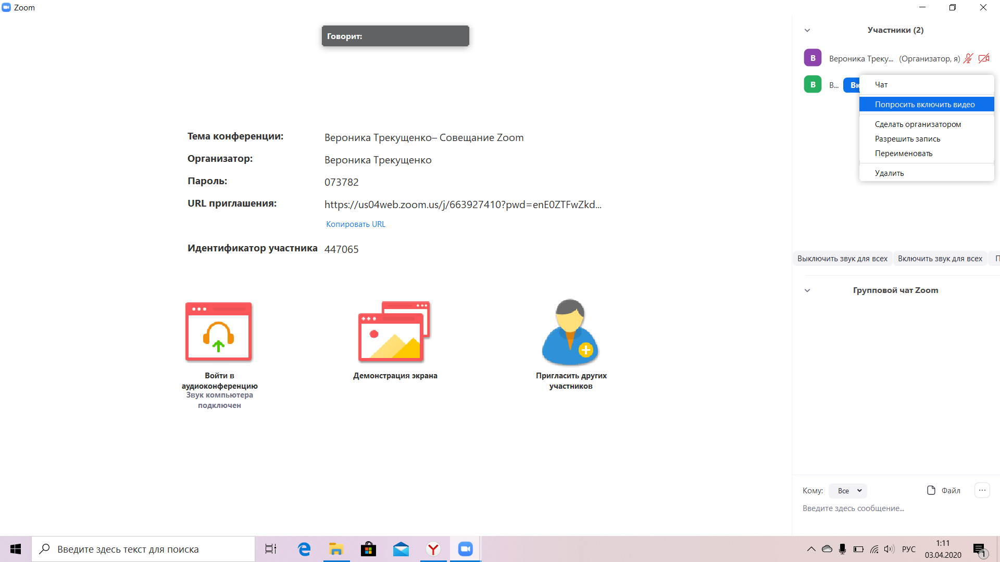 Zoom
Говорит:
Тема конференции:
Вероника Трекущенко– Совещание Zoom
Организатор:
Вероника Трекущенко
Пароль:
073782
URL приглашения:
https://us04web.zoom.us/j/663927410?pwd=enE0ZTFwZkd...
Копировать URL
Идентификатор участника
447065
Войти в
аудиоконференцию
Звук компьютера
подключен
Демонстрация экрана
Пригласить других
участников
Участники (2)
В Вероника Треку... (Организатор, я)
В В... Вк
Чат
Попросить включить видео
Сделать организатором
Разрешить запись
Переименовать
Удалить
Выключить звук для всех Включить звук для всех П
Групповой чат Zoom
Кому: Все Файл ...
Введите здесь сообщение...
Введите здесь текст для поиска
РУС
1:11
03.04.2020
1